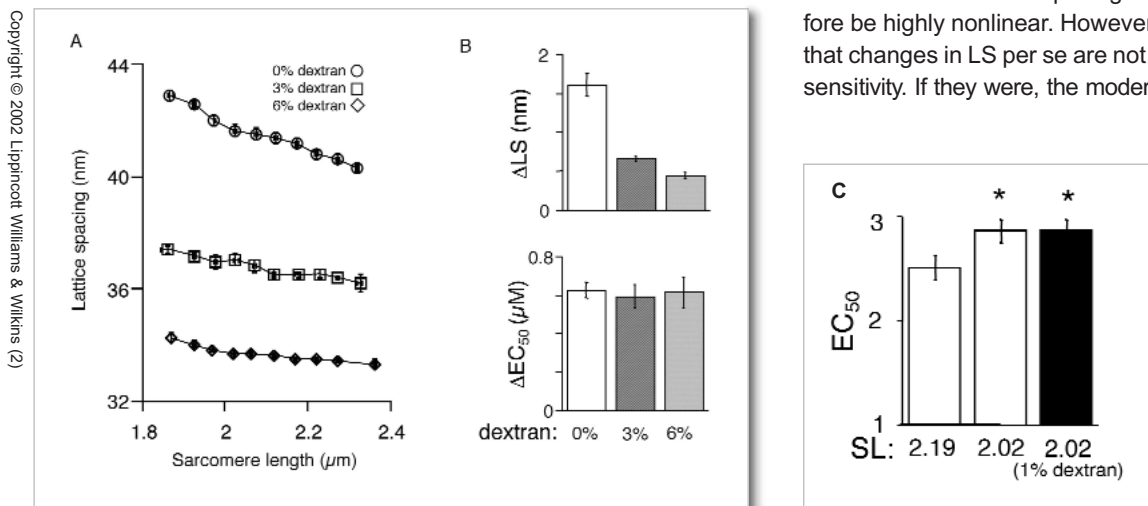 Copyright © 2002 Lippincott Williams & Wilkins (2)
A
44
40
36
32
Lattice spacing (nm)
0% dextran
3% dextran
6% dextran
1.8 2 2.2 2.4
Sarcomere length (µm)
B
2
0
ΔLS (nm)
0.8
0
ΔEC50 (µM)
dextran: 0% 3% 6%
fore be highly nonlinear. However
that changes in LS per se are not
sensitivity. If they were, the moder
C
* *
3
2
1
EC50
SL: 2.19 2.02 2.02
(1% dextran)